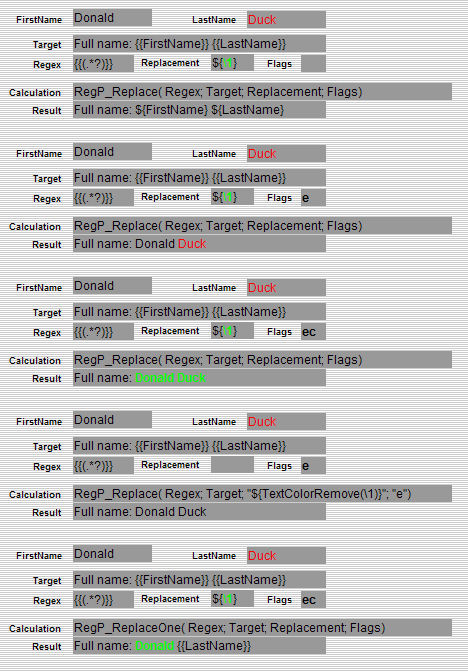 FirstName Donald LastName Duck
Target Full name: {{FirstName}} {{LastName}}
Regex {{(.*?)}} Replacement ${\1} Flags
Calculation RegP_Replace( Regex; Target; Replacement; Flags)
Result Full name: ${FirstName} ${LastName}
FirstName Donald LastName Duck
Target Full name: {{FirstName}} {{LastName}}
Regex {{(.*?)}} Replacement ${\1} Flags e
Calculation RegP_Replace( Regex; Target; Replacement; Flags)
Result Full name: Donald Duck
FirstName Donald LastName Duck
Target Full name: {{FirstName}} {{LastName}}
Regex {{(.*?)}} Replacement ${\1} Flags ec
Calculation RegP_Replace( Regex; Target; Replacement; Flags)
Result Full name: Donald Duck
FirstName Donald LastName Duck
Target Full name: {{FirstName}} {{LastName}}
Regex {{(.*?)}} Replacement Flags e
Calculation RegP_Replace( Regex; Target; "${TextColorRemove(\1)}"; "e")
Result Full name: Donald Duck
FirstName Donald LastName Duck
Target Full name: {{FirstName}} {{LastName}}
Regex {{(.*?)}} Replacement ${\1} Flags ec
Calculation RegP_ReplaceOne( Regex; Target; Replacement; Flags)
Result Full name: Donald {{LastName}}